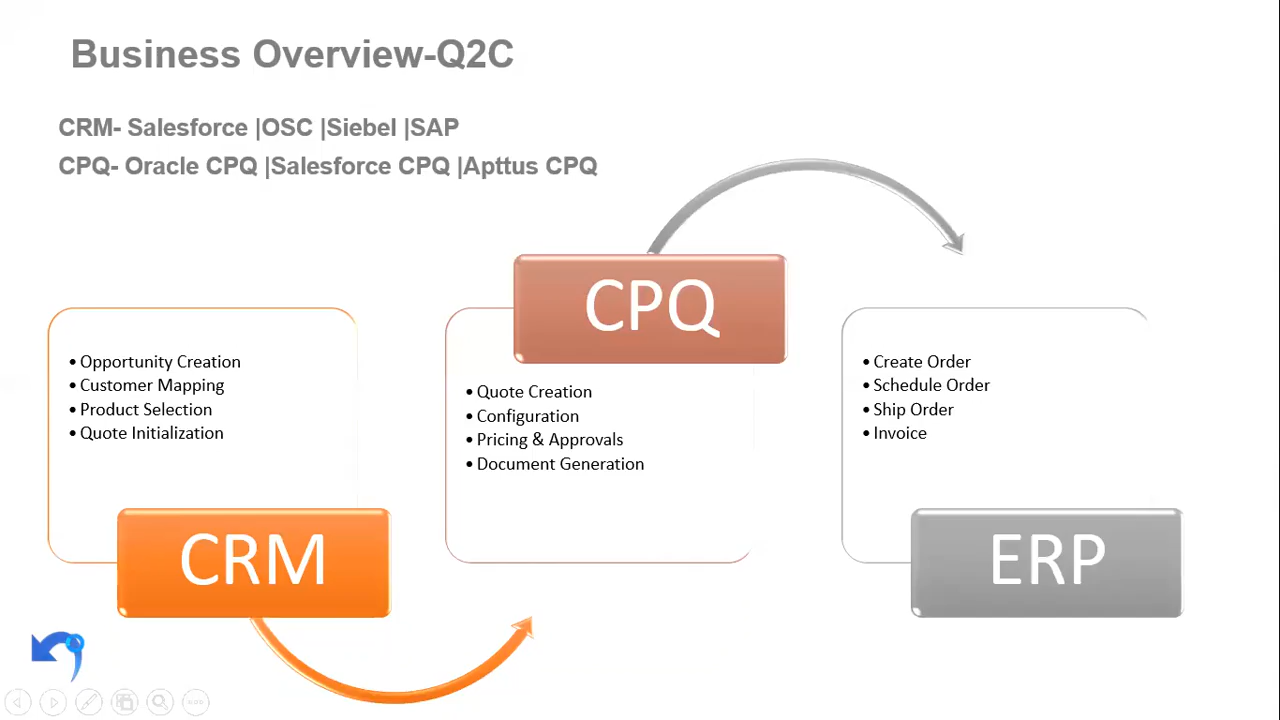 Business Overview-Q2C
CRM- Salesforce |OSC |Siebel |SAP
CPQ- Oracle CPQ |Salesforce CPQ |Apttus CPQ
• Opportunity Creation
• Customer Mapping
• Product Selection
• Quote Initialization
CRM
CPQ
• Quote Creation
• Configuration
• Pricing & Approvals
• Document Generation
• Create Order
• Schedule Order
• Ship Order
• Invoice
ERP